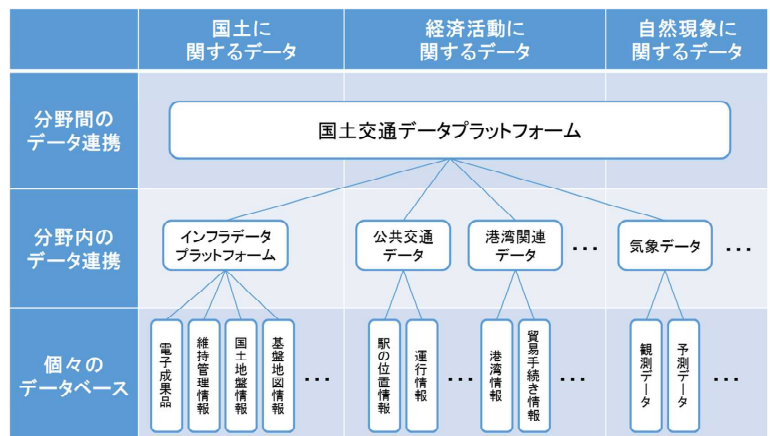 国土に
関するデータ
経済活動に
関するデータ
自然現象に
関するデータ
分野間の
データ連携
国土交通データプラットフォーム
分野内の
データ連携
インフラデータ
プラットフォーム
公共交通
データ
港湾関連
データ
・・・
気象データ
・・・
個々の
データベース
電子成果品
維持管理情報
国土地盤情報
基盤地図情報
・・・
駅の位置情報
運行情報
・・・
港湾情報
貿易手続き情報
・・・
観測データ
予測データ
・・・